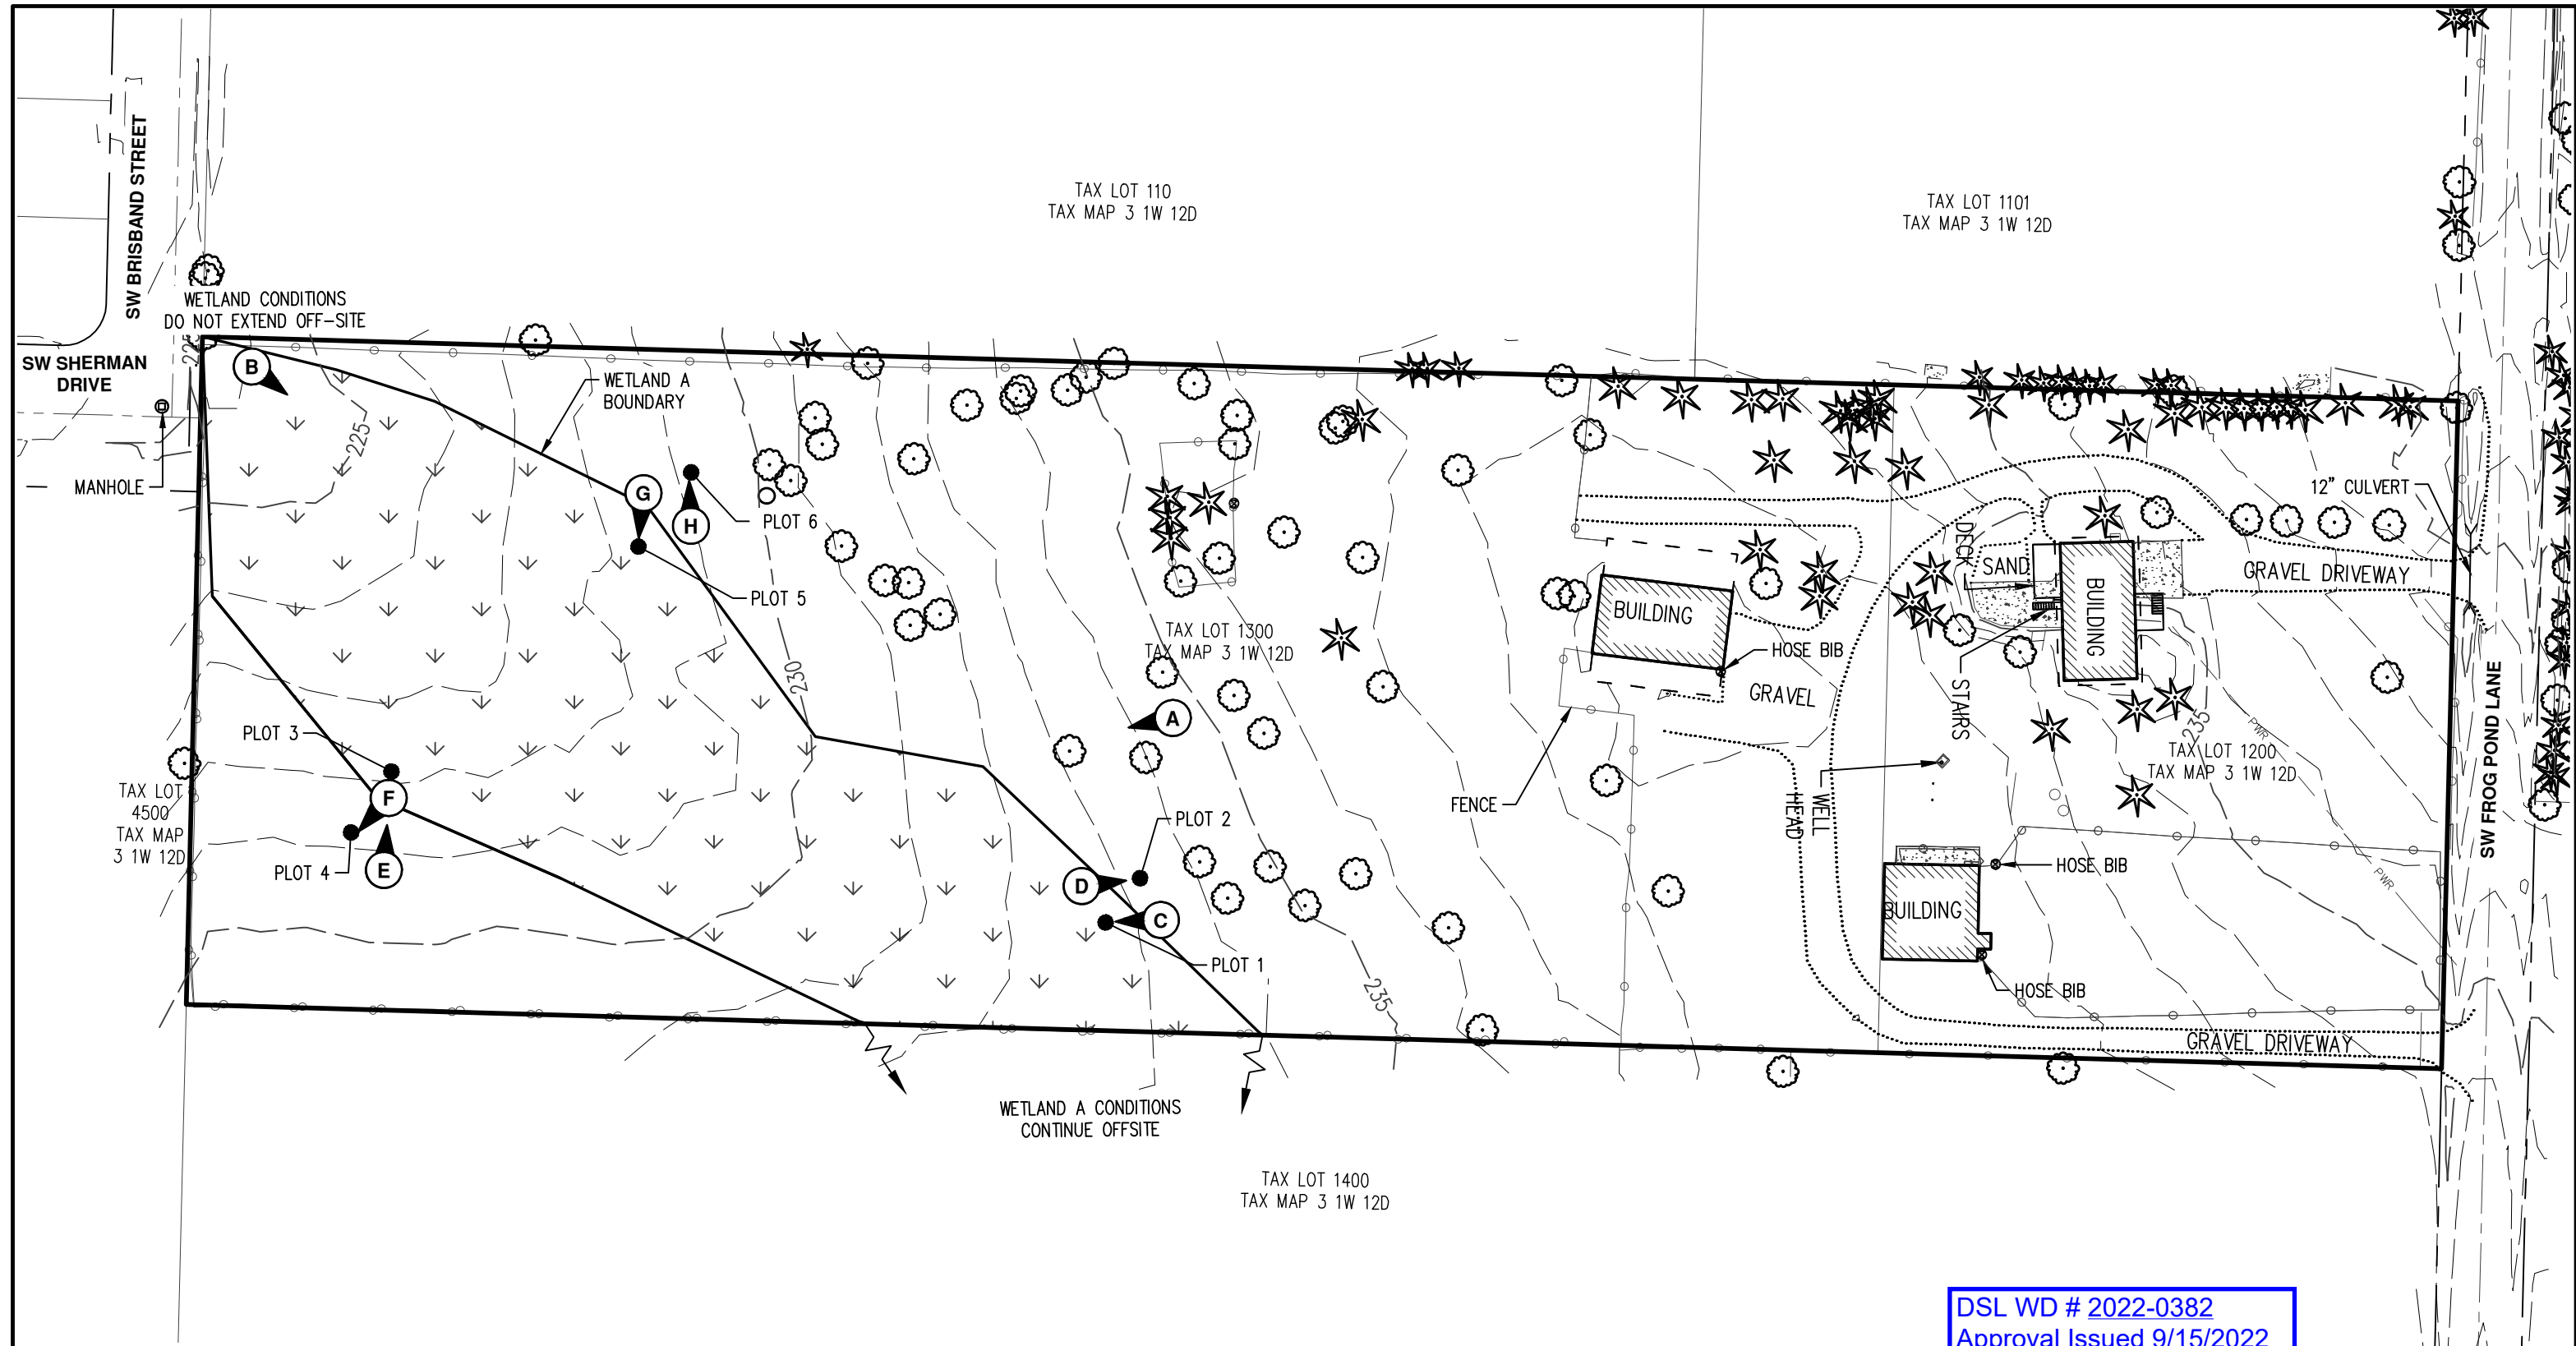 SW BRISBAND STREET
TAX LOT 110
TAX MAP 3 1W 12D
TAX LOT 1101
TAX MAP 3 1W 12D
WETLAND CONDITIONS
DO NOT EXTEND OFF-SITE
225
SW SHERMAN
DRIVE
B
WETLAND A
BOUNDARY
225
MANHOLE
G
H
PLOT 6
PLOT 5
12" CULVERT
DECK
SAND
GRAVEL DRIVEWAY
BUILDING
BUILDING
TAX LOT 1300
TAX MAP 3 1W 12D
HOSE BIB
GRAVEL
STAIRS
230
A
235
PWR
SW FROG POND LANE
PLOT 3
TAX LOT 1200
TAX MAP 3 1W 12D
TAX LOT
4500
TAX MAP
3 1W 12D
F
E
PLOT 4
FENCE
WELL
HEAD
PLOT 2
D
C
PLOT 1
HOSE BIB
PWR
BUILDING
HOSE BIB
235
GRAVEL DRIVEWAY
WETLAND A CONDITIONS
CONTINUE OFFSITE
TAX LOT 1400
TAX MAP 3 1W 12D
DSL WD # 2022-0382
Approval Issued 9/15/2022